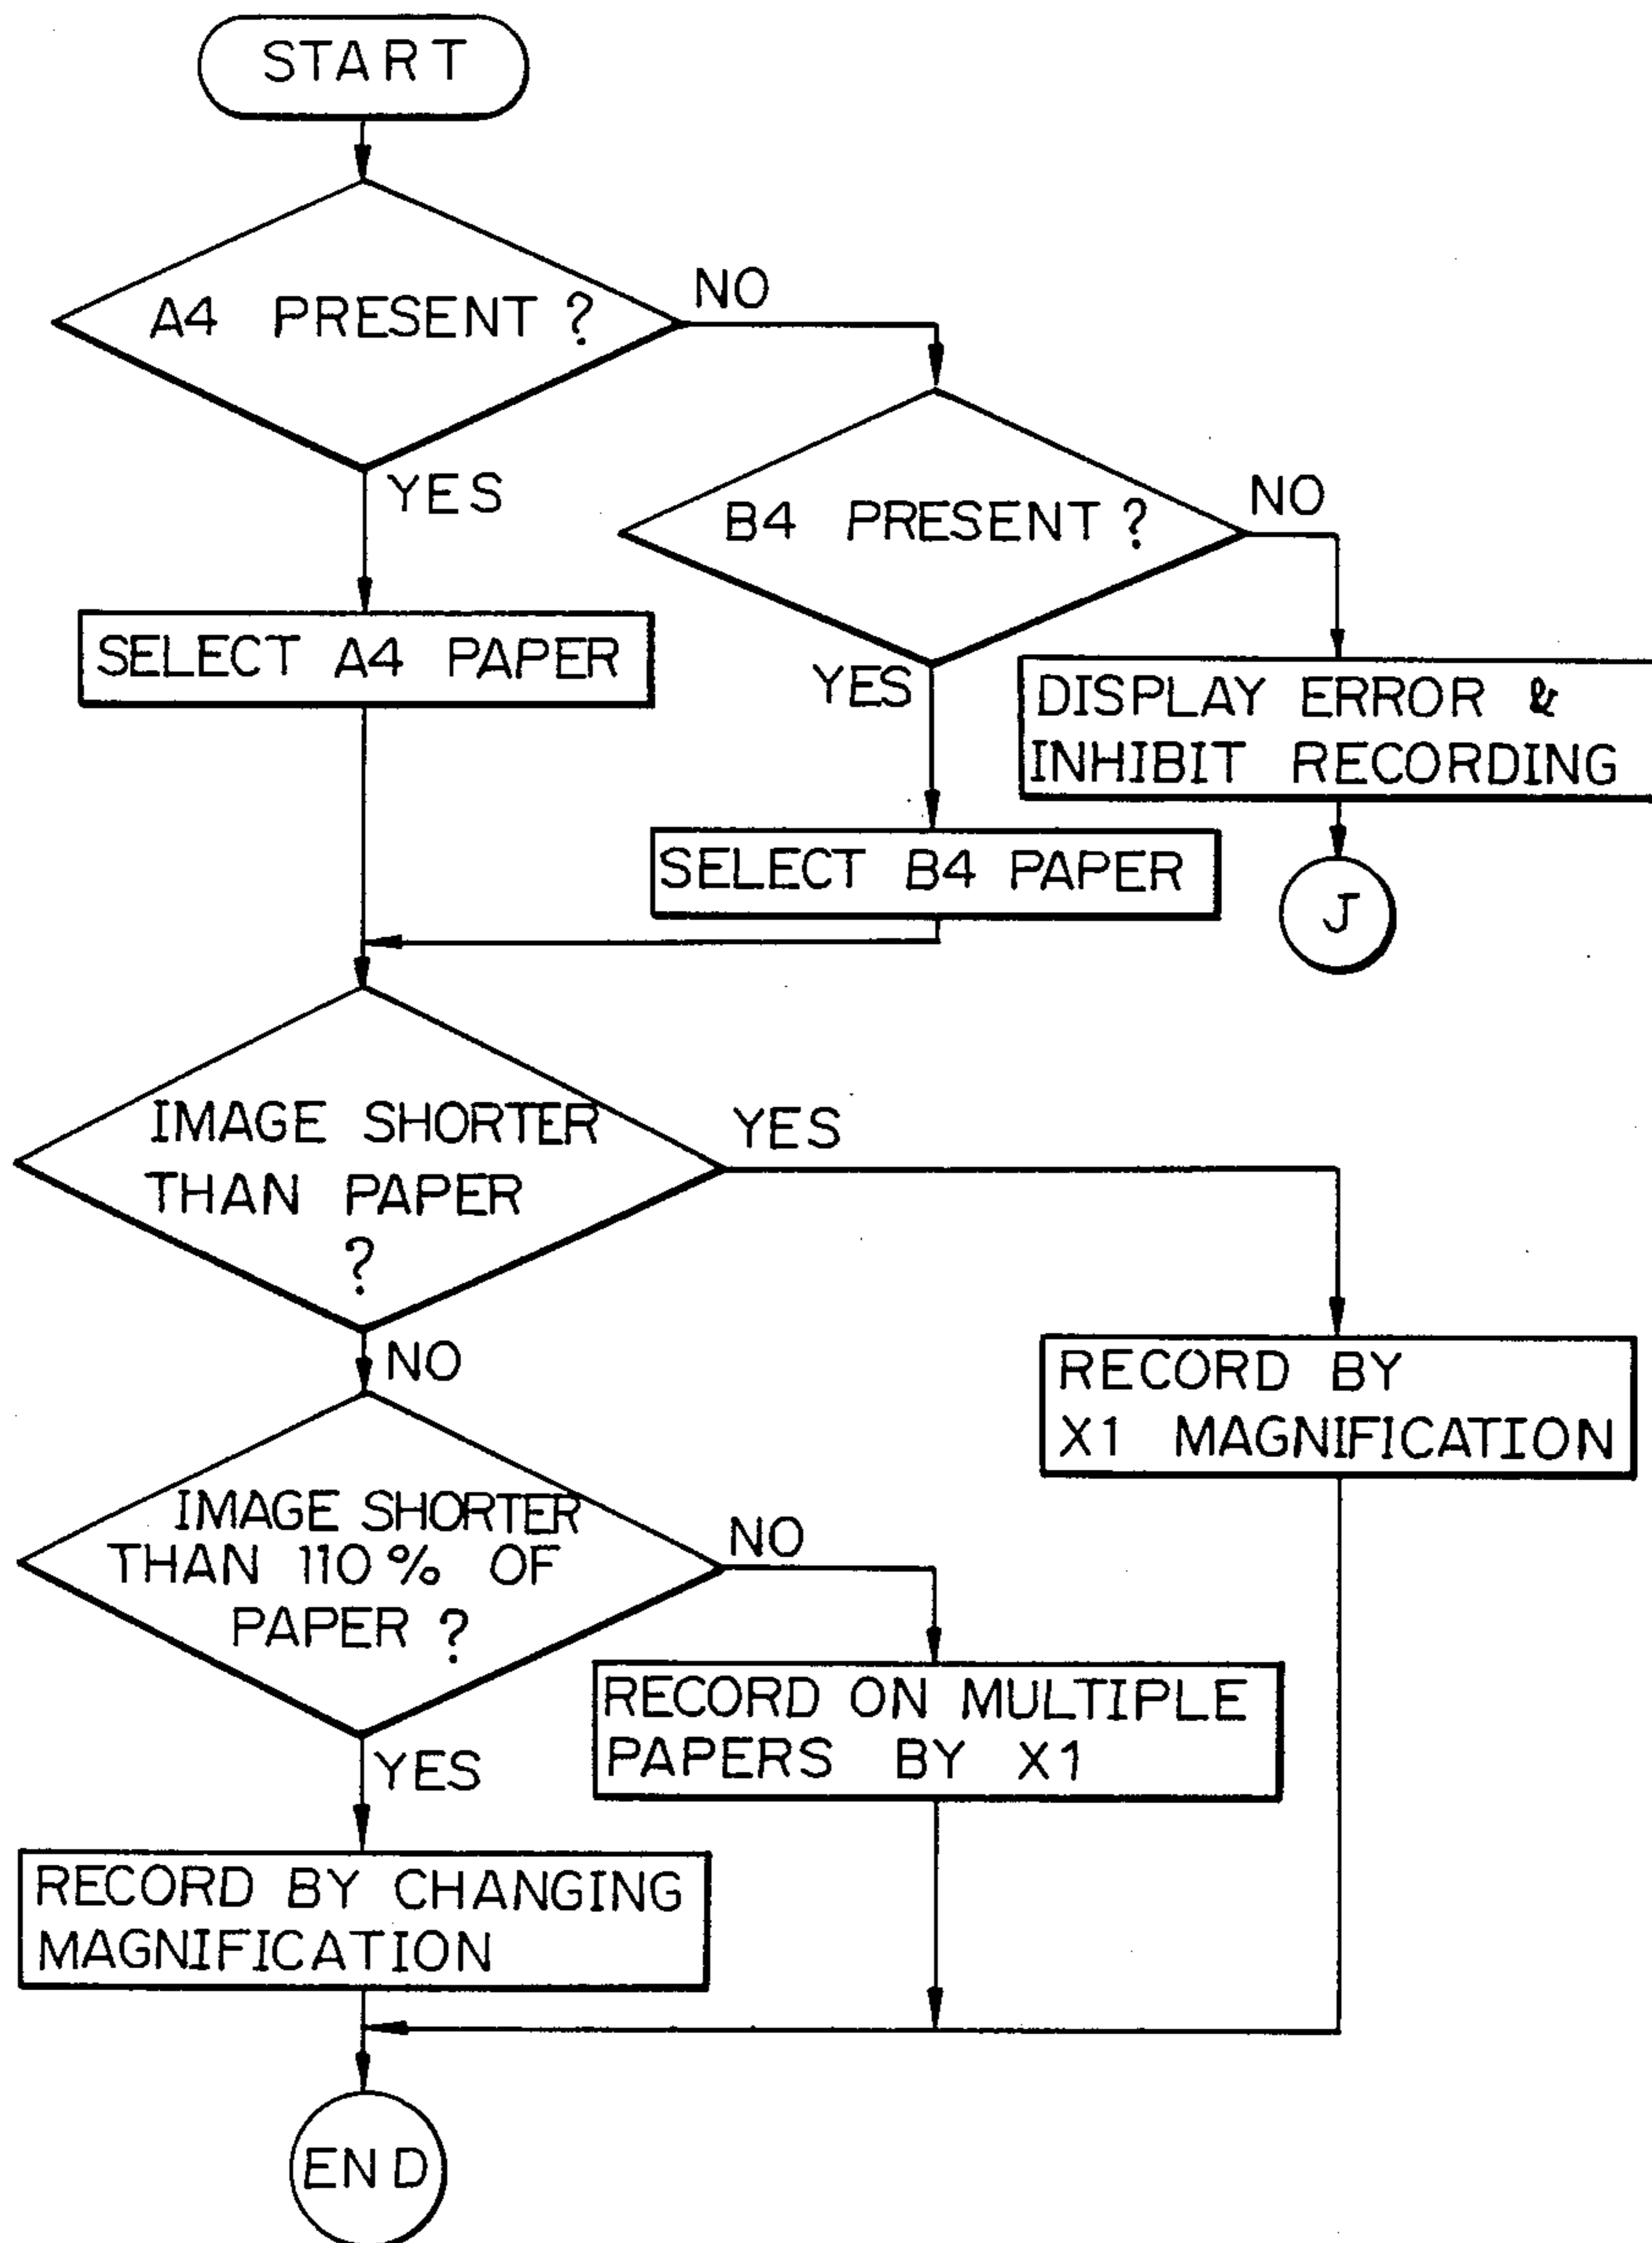 START
A4 PRESENT ?
NO
YES
B4 PRESENT ?
NO
SELECT A4 PAPER
YES
DISPLAY ERROR &
INHIBIT RECORDING
SELECT B4 PAPER
J
IMAGE SHORTER
THAN PAPER
?
YES
NO
RECORD BY
X1 MAGNIFICATION
IMAGE SHORTER
THAN 110% OF
PAPER ?
NO
RECORD ON MULTIPLE
PAPERS BY X1
YES
RECORD BY CHANGING
MAGNIFICATION
END